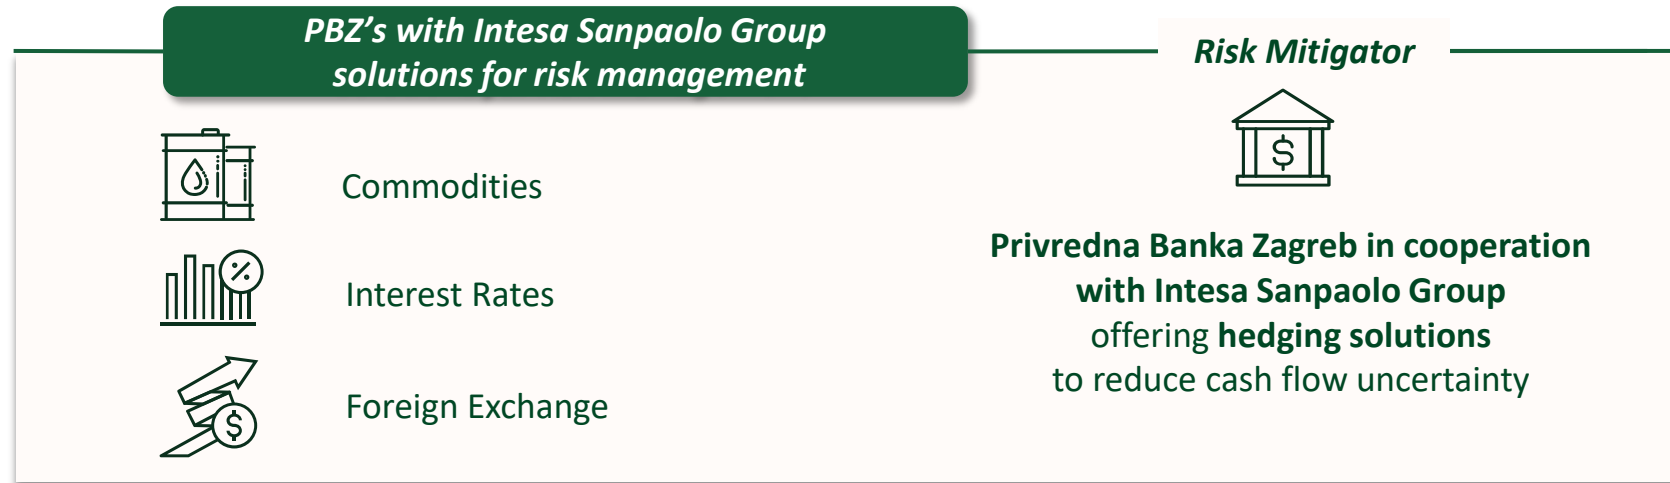 PBZ’s with Intesa Sanpaolo Group
solutions for risk management
Commodities
Interest Rates
Foreign Exchange
Risk Mitigator
Privredna Banka Zagreb in cooperation
with Intesa Sanpaolo Group
offering hedging solutions
to reduce cash flow uncertainty